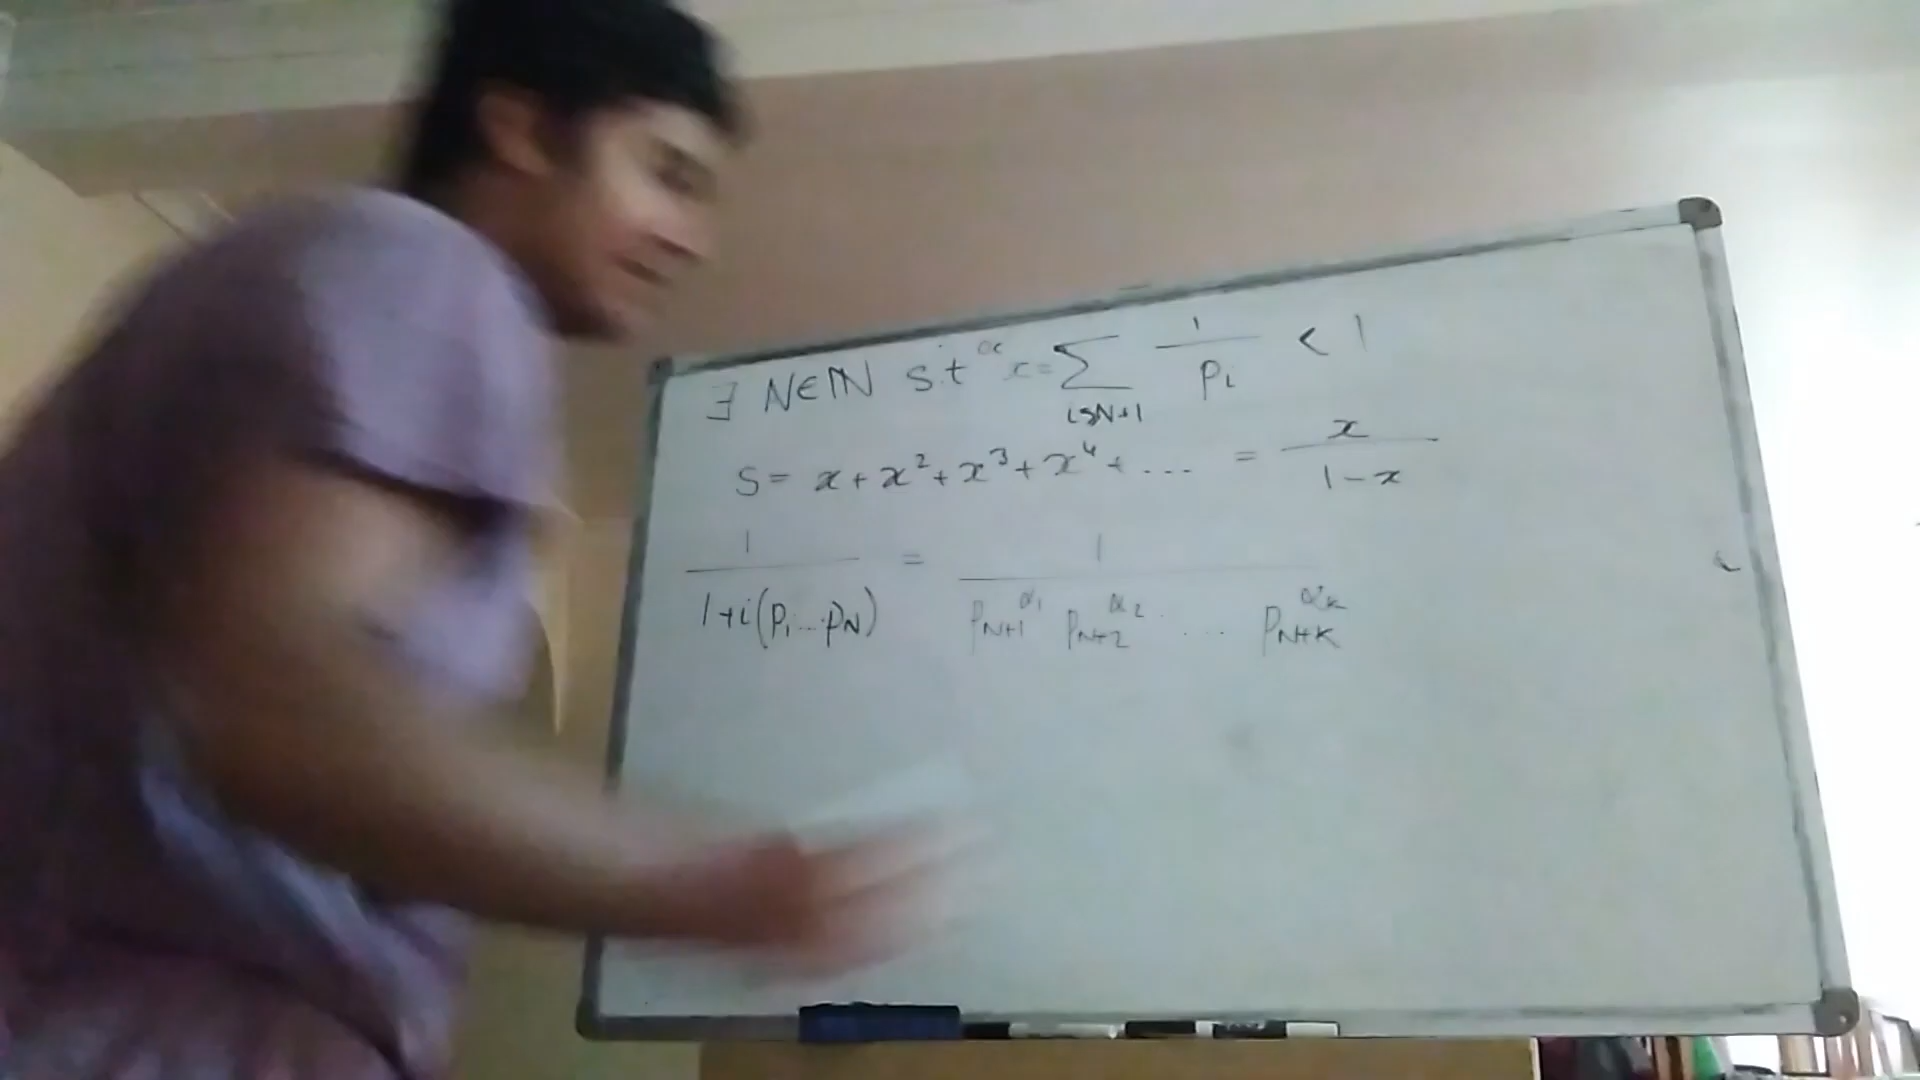 ∃ N∈ℕ s.t x = ∑_{i=N+1}^{∞} 1/p_i < 1
S = x + x² + x³ + x⁴ + ... = x/(1-x)
1/(1+i(p₁...p_N)) = 1/(p_{N+1}^{α₁} p_{N+2}^{α₂} .... p_{N+k}^{α_k})